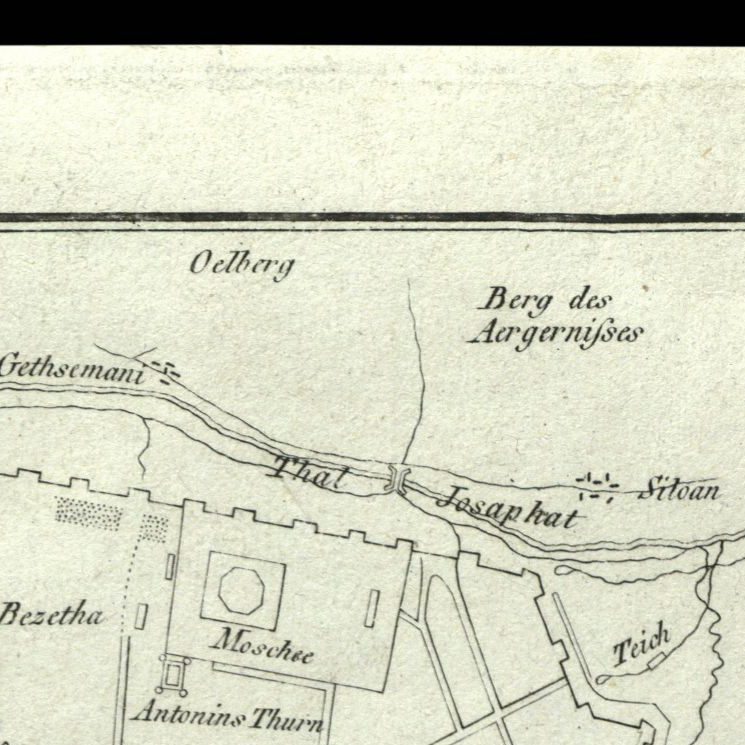 Oelberg
Berg des
Aergerniſses
Gethsemani
Thal
Josaphat
Siloan
Bezetha
Moschee
Teich
Antonins Thurn